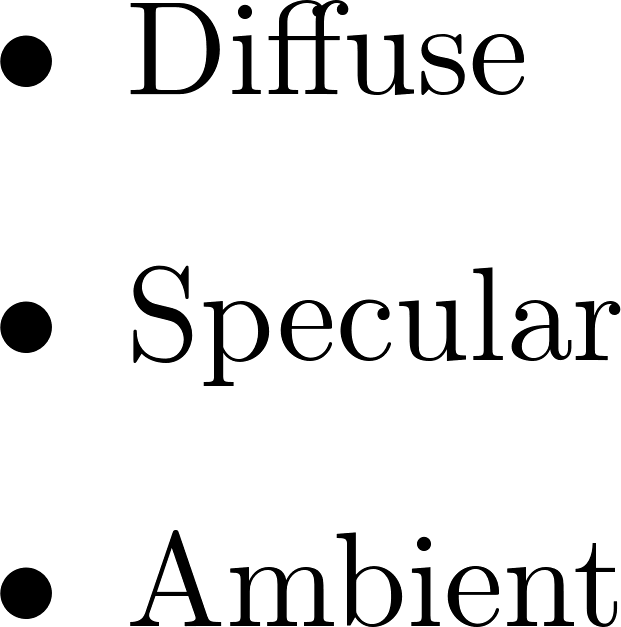 • Diffuse
• Specular
• Ambient